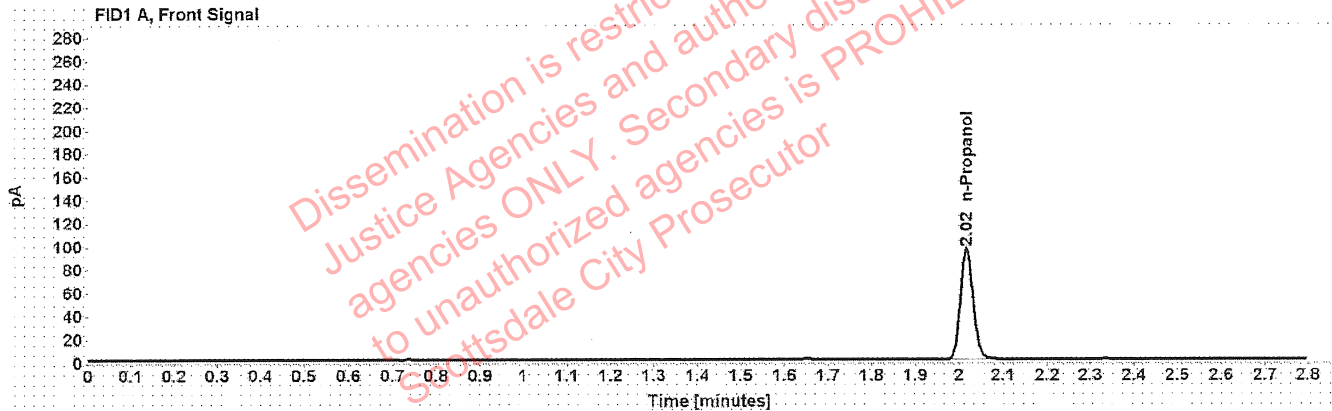 FID1 A, Front Signal
280
260
240
220
200
180
160
140
120
100
80
60
40
20
0
pA
2.02 n-Propanol
0 0.1 0.2 0.3 0.4 0.5 0.6 0.7 0.8 0.9 1 1.1 1.2 1.3 1.4 1.5 1.6 1.7 1.8 1.9 2 2.1 2.2 2.3 2.4 2.5 2.6 2.7 2.8
Time [minutes]
Dissemination is restric
Justice Agencies and autho
agencies ONLY. Secondary diss
to unauthorized agencies is PROHIB
Scottsdale City Prosecutor